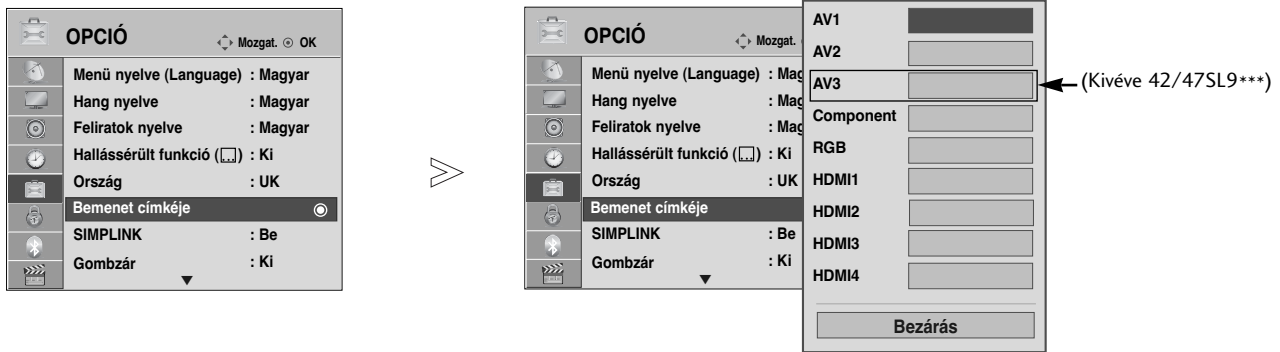 OPCIÓ Mozgat. OK
Menü nyelve (Language) : Magyar
Hang nyelve : Magyar
Feliratok nyelve : Magyar
Hallássérült funkció ( ) : Ki
Ország : UK
Bemenet címkéje
SIMPLINK : Be
Gombzár : Ki
OPCIÓ Mozgat.
Menü nyelve (Language) : Mag
Hang nyelve : Mag
Feliratok nyelve : Mag
Hallássérült funkció ( ) : Ki
Ország : UK
Bemenet címkéje
SIMPLINK : Be
Gombzár : Ki
AV1
AV2
AV3
Component
RGB
HDMI1
HDMI2
HDMI3
HDMI4
Bezárás
(Kivéve 42/47SL9***)